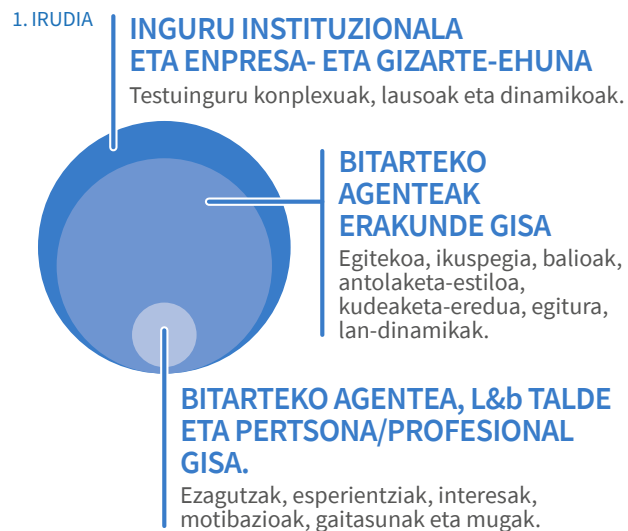 1. IRUDIA
INGURU INSTITUZIONALA
ETA ENPRESA- ETA GIZARTE-EHUNA
Testuinguru konplexuak, lausoak eta dinamikoak.
BITARTEKO
AGENTEAK
ERAKUNDE GISA
Egitekoa, ikuspegia, balioak,
antolaketa-estiloa,
kudeaketa-eredua, egitura,
lan-dinamikak.
BITARTEKO AGENTEA, L&b TALDE
ETA PERTSONA/PROFESIONAL
GISA.
Ezagutzak, esperientziak, interesak,
motibazioak, gaitasunak eta mugak.